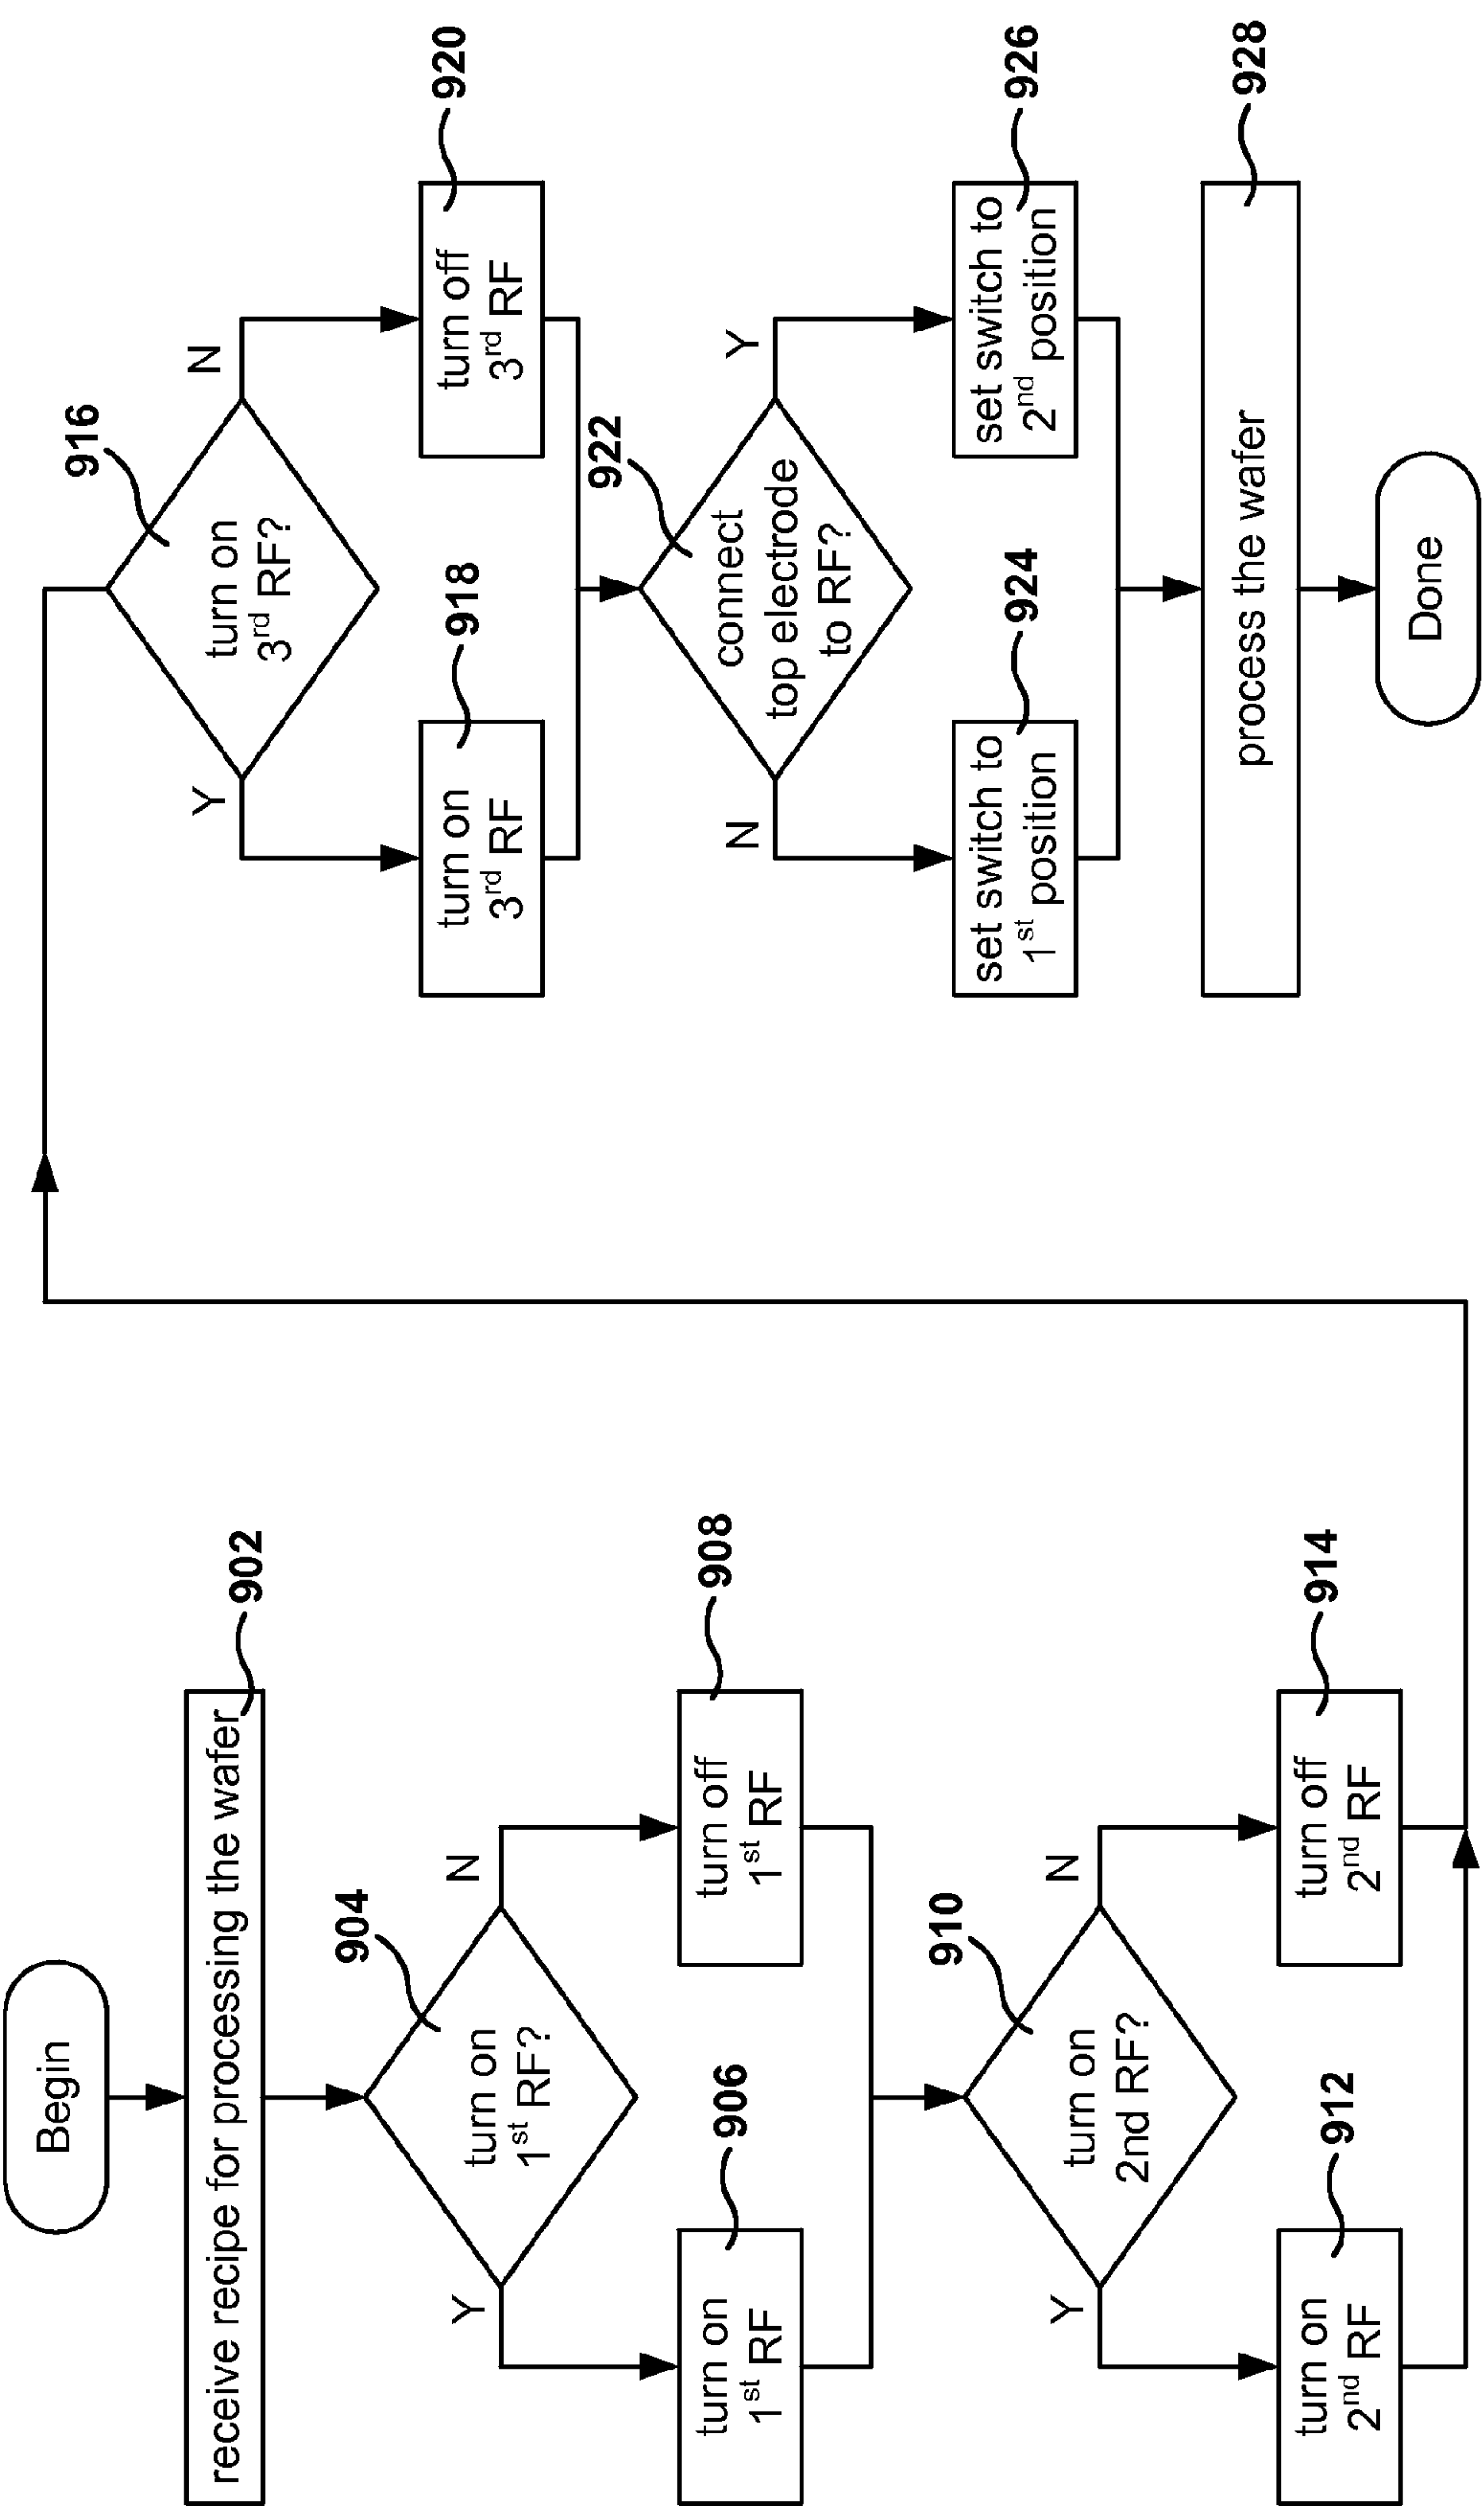 Begin
receive recipe for processing the wafer
902
904
turn on
1st RF?
Y
N
906
turn on
1st RF
908
turn off
1st RF
910
turn on
2nd RF?
Y
N
912
turn on
2nd RF
914
turn off
2nd RF
916
turn on
3rd RF?
Y
N
918
turn on
3rd RF
920
turn off
3rd RF
922
connect
top electrode
to RF?
N
Y
924
set switch to
1st position
926
set switch to
2nd position
928
process the wafer
Done